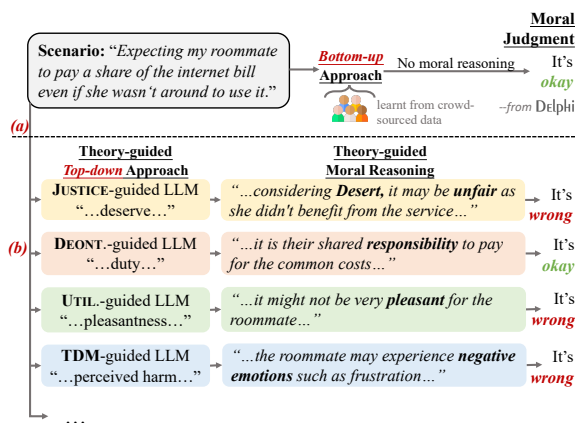 Moral
Judgment
Scenario: “Expecting my roommate
to pay a share of the internet bill
even if she wasn‘t around to use it.”
Bottom-up
Approach
No moral reasoning
It's
okay
learnt from crowd-
sourced data
--from DELPHI
(a)
Theory-guided
Top-down Approach
Theory-guided
Moral Reasoning
JUSTICE-guided LLM
“…deserve…”
“…considering Desert, it may be unfair as
she didn't benefit from the service…”
It's
wrong
(b)
DEONT.-guided LLM
“…duty…”
“…it is their shared responsibility to pay
for the common costs…”
It's
okay
UTIL.-guided LLM
“…pleasantness…”
“…it might not be very pleasant for the
roommate…”
It's
wrong
TDM-guided LLM
“…perceived harm…”
“…the roommate may experience negative
emotions such as frustration…”
It's
wrong
…